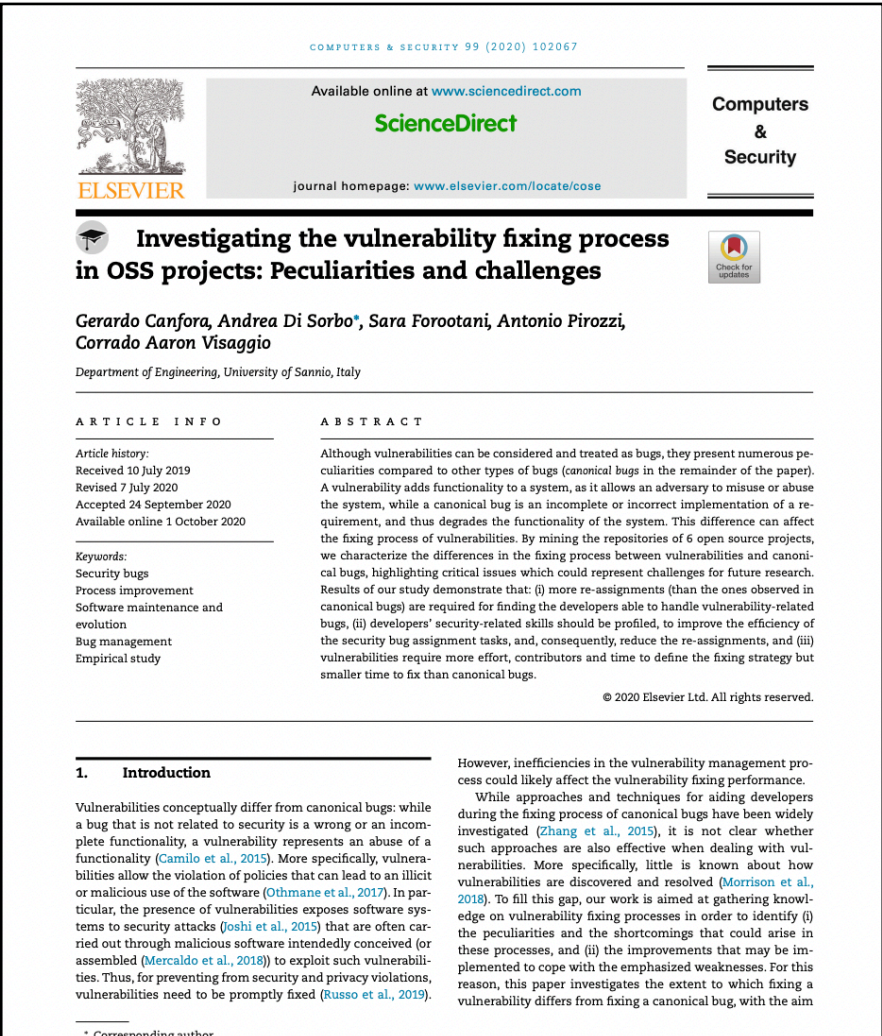 COMPUTERS & SECURITY 99 (2020) 102067
Available online at www.sciencedirect.com
ScienceDirect
journal homepage: www.elsevier.com/locate/cose
Computers
&
Security
ELSEVIER
Investigating the vulnerability fixing process
in OSS projects: Peculiarities and challenges
Check for
updates
Gerardo Canfora, Andrea Di Sorbo*, Sara Forootani, Antonio Pirozzi,
Corrado Aaron Visaggio
Department of Engineering, University of Sannio, Italy
ARTICLE INFO
Article history:
Received 10 July 2019
Revised 7 July 2020
Accepted 24 September 2020
Available online 1 October 2020
Keywords:
Security bugs
Process improvement
Software maintenance and
evolution
Bug management
Empirical study
ABSTRACT
Although vulnerabilities can be considered and treated as bugs, they present numerous pe-
culiarities compared to other types of bugs (canonical bugs in the remainder of the paper).
A vulnerability adds functionality to a system, as it allows an adversary to misuse or abuse
the system, while a canonical bug is an incomplete or incorrect implementation of a re-
quirement, and thus degrades the functionality of the system. This difference can affect
the fixing process of vulnerabilities. By mining the repositories of 6 open source projects,
we characterize the differences in the fixing process between vulnerabilities and canoni-
cal bugs, highlighting critical issues which could represent challenges for future research.
Results of our study demonstrate that: (i) more re-assignments (than the ones observed in
canonical bugs) are required for finding the developers able to handle vulnerability-related
bugs, (ii) developers' security-related skills should be profiled, to improve the efficiency of
the security bug assignment tasks, and, consequently, reduce the re-assignments, and (iii)
vulnerabilities require more effort, contributors and time to define the fixing strategy but
smaller time to fix than canonical bugs.
© 2020 Elsevier Ltd. All rights reserved.
1. Introduction
Vulnerabilities conceptually differ from canonical bugs: while
a bug that is not related to security is a wrong or an incom-
plete functionality, a vulnerability represents an abuse of a
functionality (Camilo et al., 2015). More specifically, vulnera-
bilities allow the violation of policies that can lead to an illicit
or malicious use of the software (Othmane et al., 2017). In par-
ticular, the presence of vulnerabilities exposes software sys-
tems to security attacks (Joshi et al., 2015) that are often car-
ried out through malicious software intendedly conceived (or
assembled (Mercaldo et al., 2018)) to exploit such vulnerabili-
ties. Thus, for preventing from security and privacy violations,
vulnerabilities need to be promptly fixed (Russo et al., 2019).
* Corresponding author.
However, inefficiencies in the vulnerability management pro-
cess could likely affect the vulnerability fixing performance.
While approaches and techniques for aiding developers
during the fixing process of canonical bugs have been widely
investigated (Zhang et al., 2015), it is not clear whether
such approaches are also effective when dealing with vul-
nerabilities. More specifically, little is known about how
vulnerabilities are discovered and resolved (Morrison et al.,
2018). To fill this gap, our work is aimed at gathering knowl-
edge on vulnerability fixing processes in order to identify (i)
the peculiarities and the shortcomings that could arise in
these processes, and (ii) the improvements that may be im-
plemented to cope with the emphasized weaknesses. For this
reason, this paper investigates the extent to which fixing a
vulnerability differs from fixing a canonical bug, with the aim